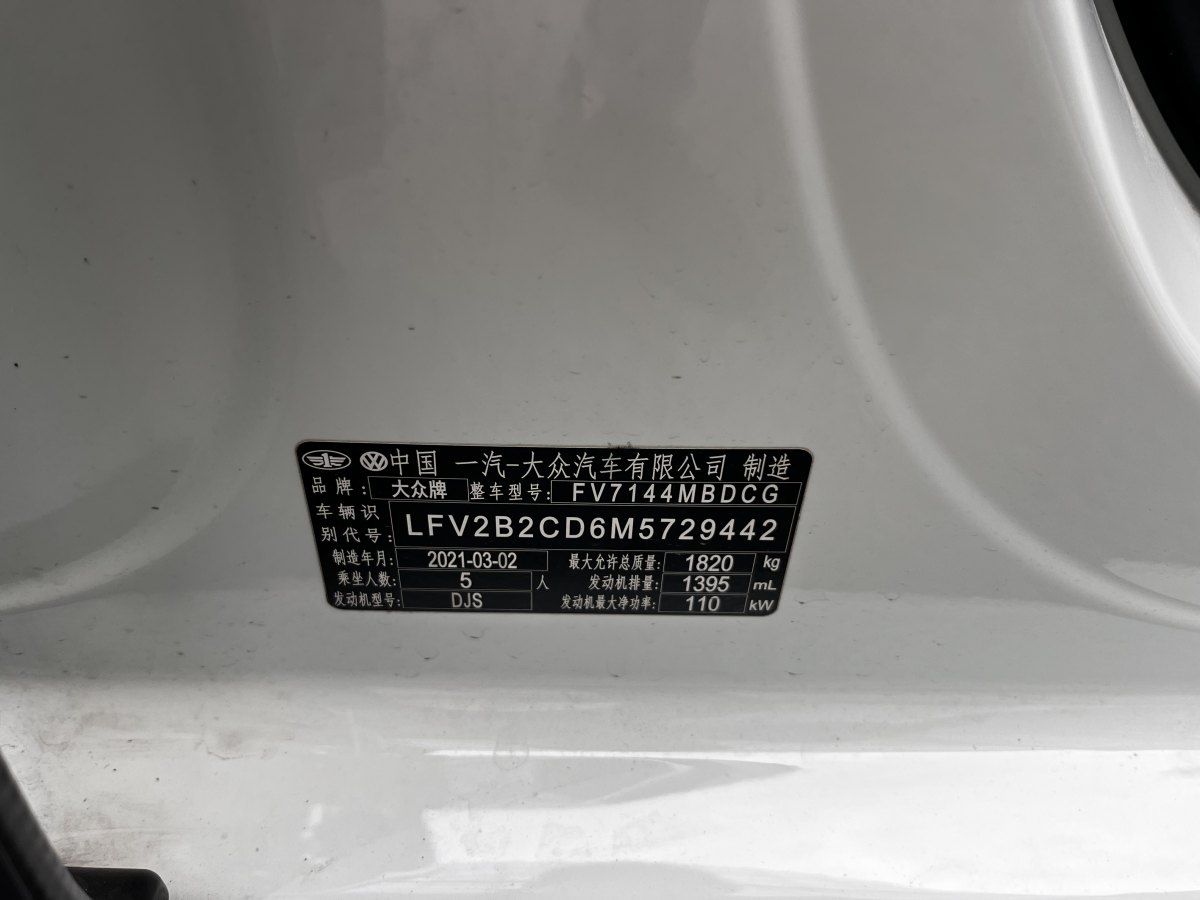 中国 一汽-大众汽车有限公司 制造
品牌: 大众牌 整车型号: FV7144MBDCG
车辆识别代号: LFV2B2CD6M5729442
制造年月: 2021-03-02 最大允许总质量: 1820 kg
乘坐人数: 5 人 发动机排量: 1395 mL
发动机型号: DJS 发动机最大净功率: 110 kW